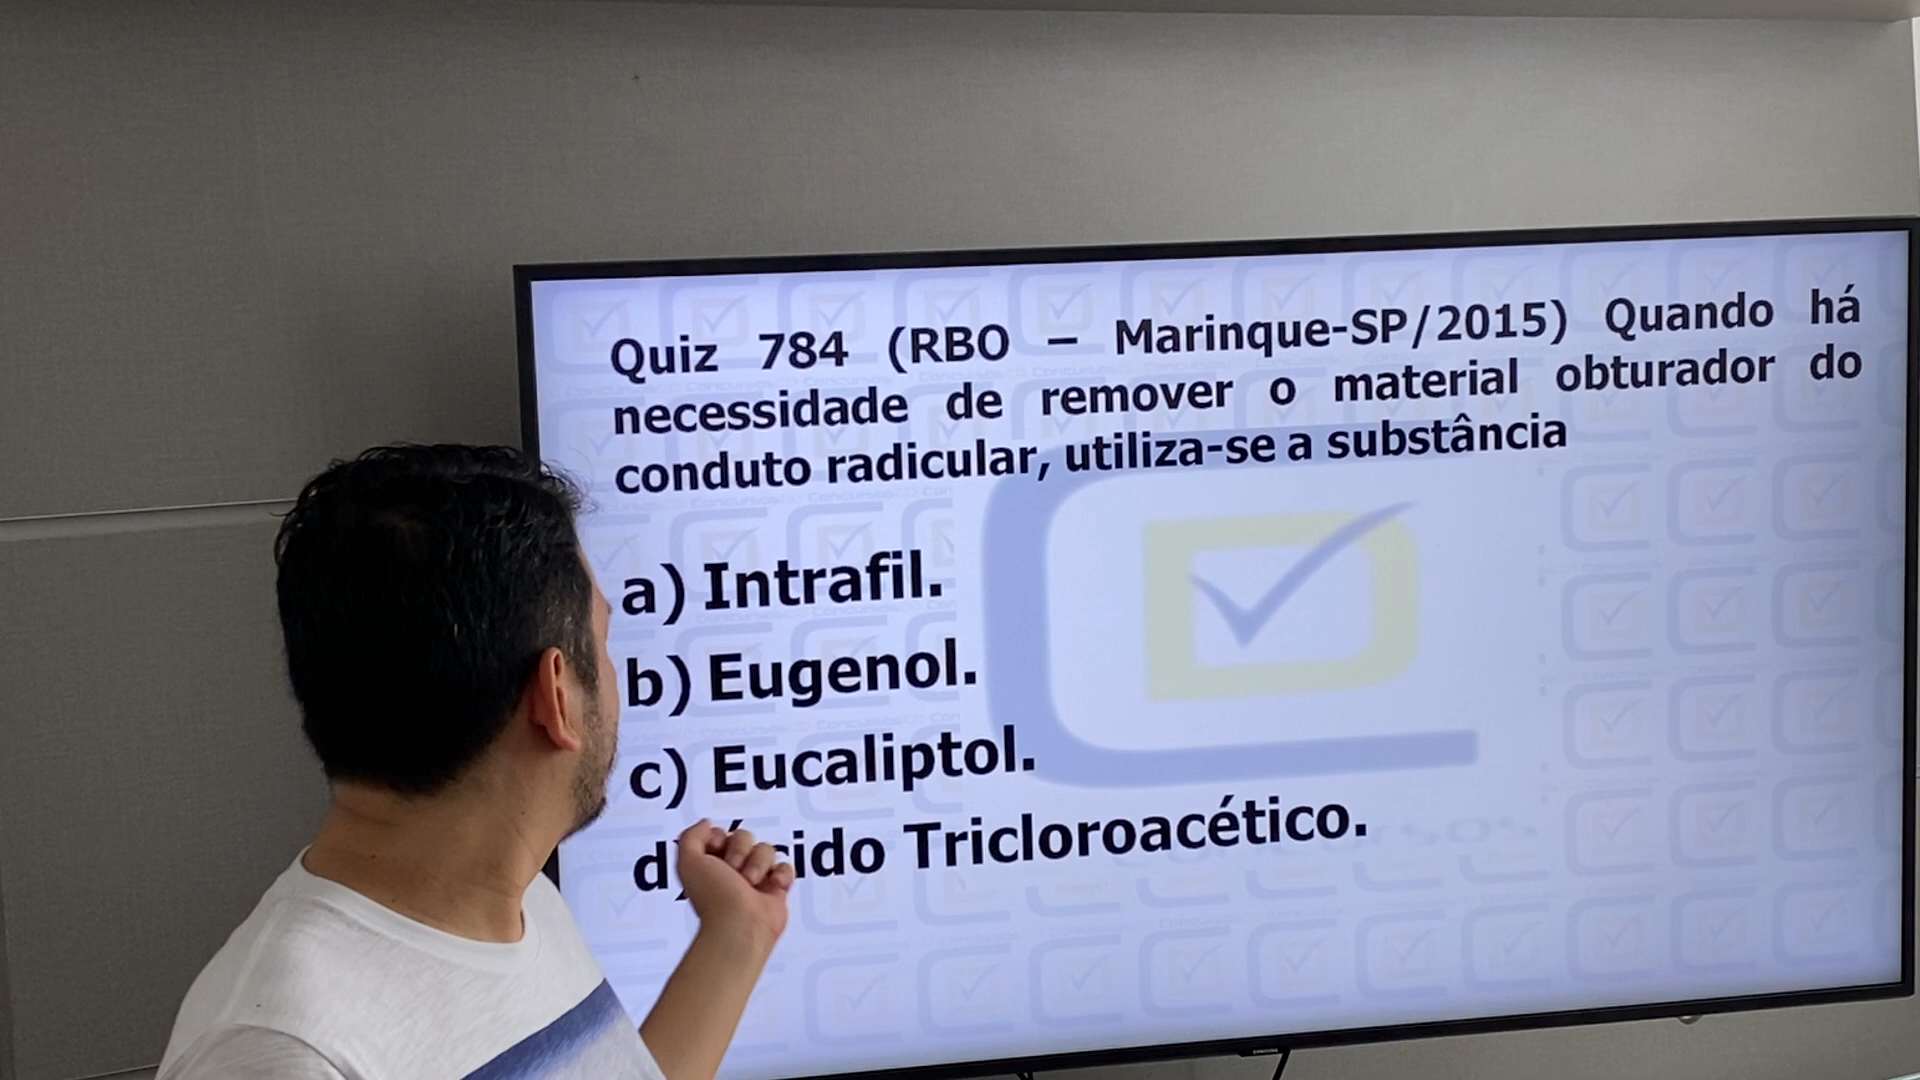 Quiz 784 (RBO – Marinque-SP/2015) Quando há
necessidade de remover o material obturador do
conduto radicular, utiliza-se a substância
a) Intrafil.
b) Eugenol.
c) Eucaliptol.
d) Tricloroacético.